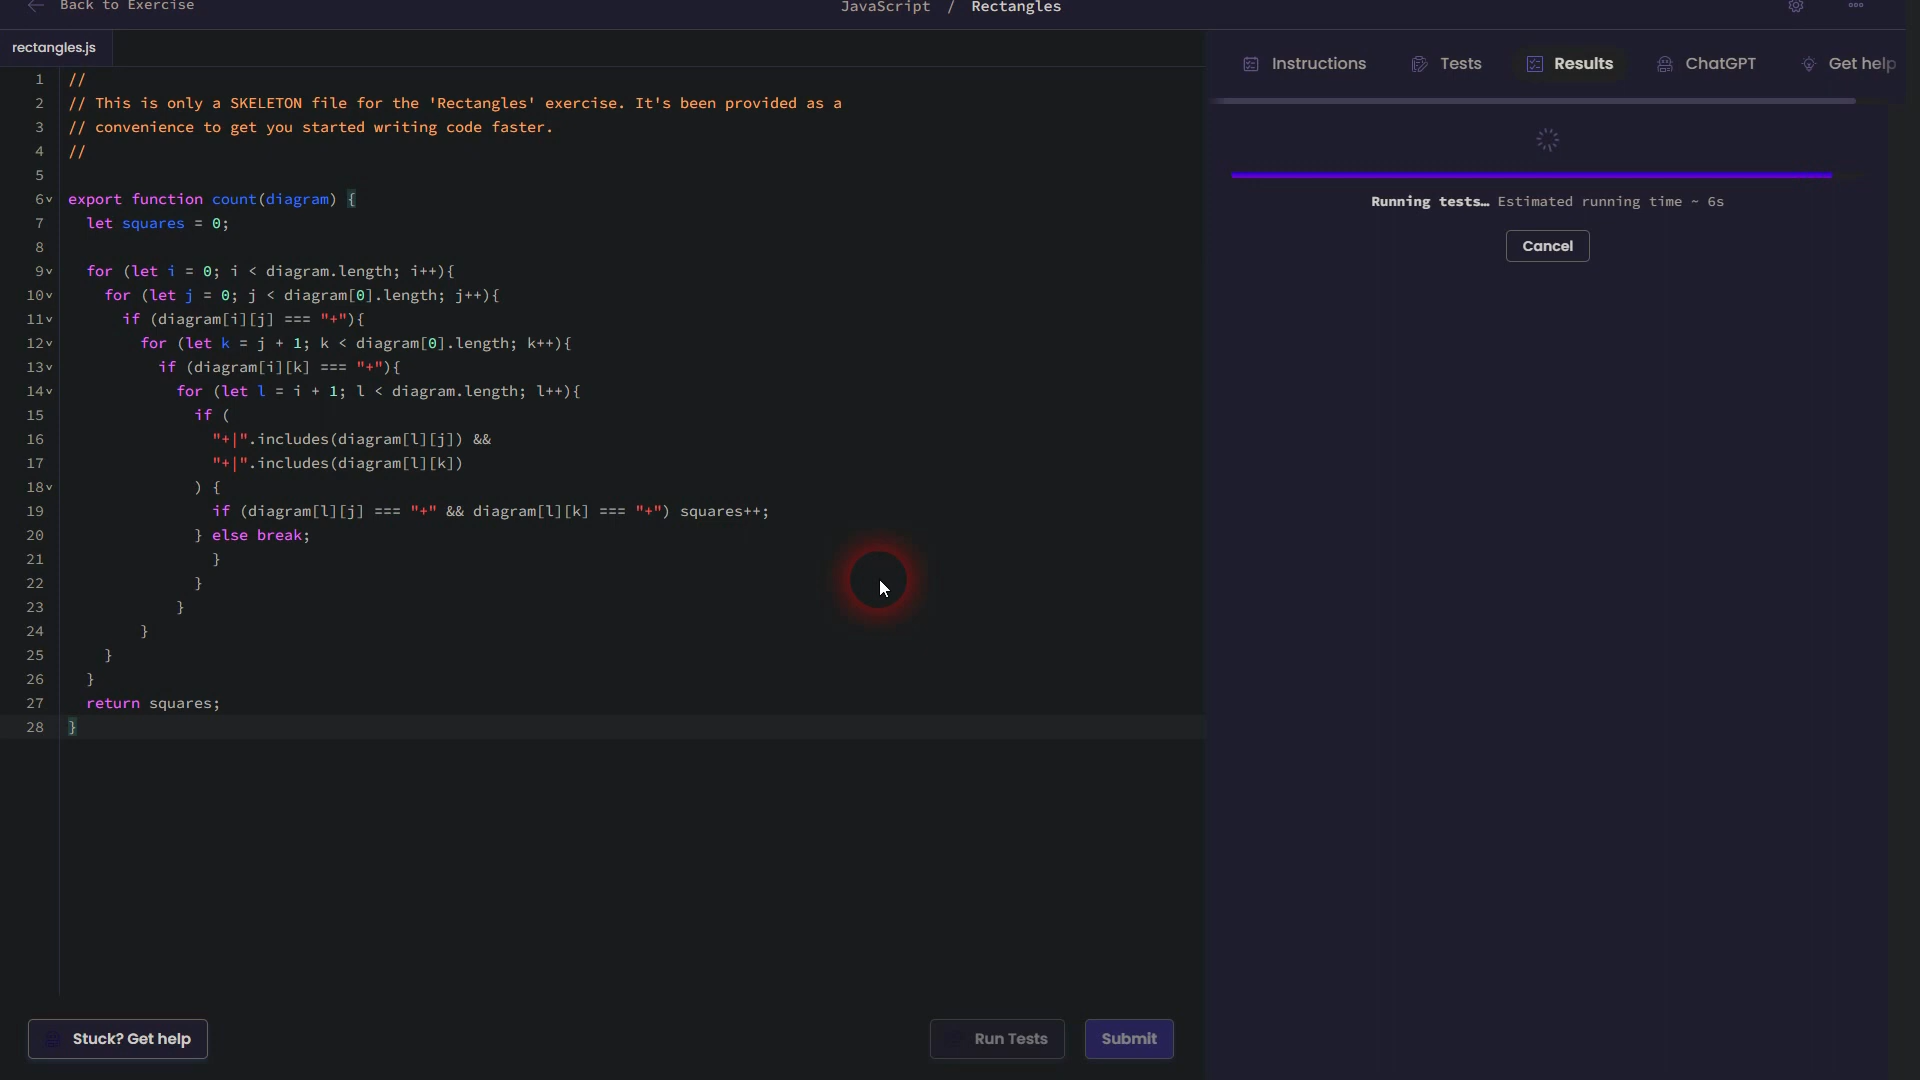 Back to Exercise
JavaScript / Rectangles
rectangles.js
Instructions
Tests
Results
ChatGPT
Get help
1 //
2 // This is only a SKELETON file for the 'Rectangles' exercise. It's been provided as a
3 // convenience to get you started writing code faster.
4 //
5
6 export function count(diagram) {
7 let squares = 0;
8
9 for (let i = 0; i < diagram.length; i++){
10 for (let j = 0; j < diagram[0].length; j++){
11 if (diagram[i][j] === "+"){
12 for (let k = j + 1; k < diagram[0].length; k++){
13 if (diagram[i][k] === "+"){
14 for (let l = i + 1; l < diagram.length; l++){
15 if (
16 "+|".includes(diagram[l][j]) &&
17 "+|".includes(diagram[l][k])
18 ) {
19 if (diagram[l][j] === "+" && diagram[l][k] === "+") squares++;
20 } else break;
21 }
22 }
23 }
24 }
25 }
26 }
27 return squares;
28 }
Running tests… Estimated running time ~ 6s
Cancel
Stuck? Get help
Run Tests
Submit